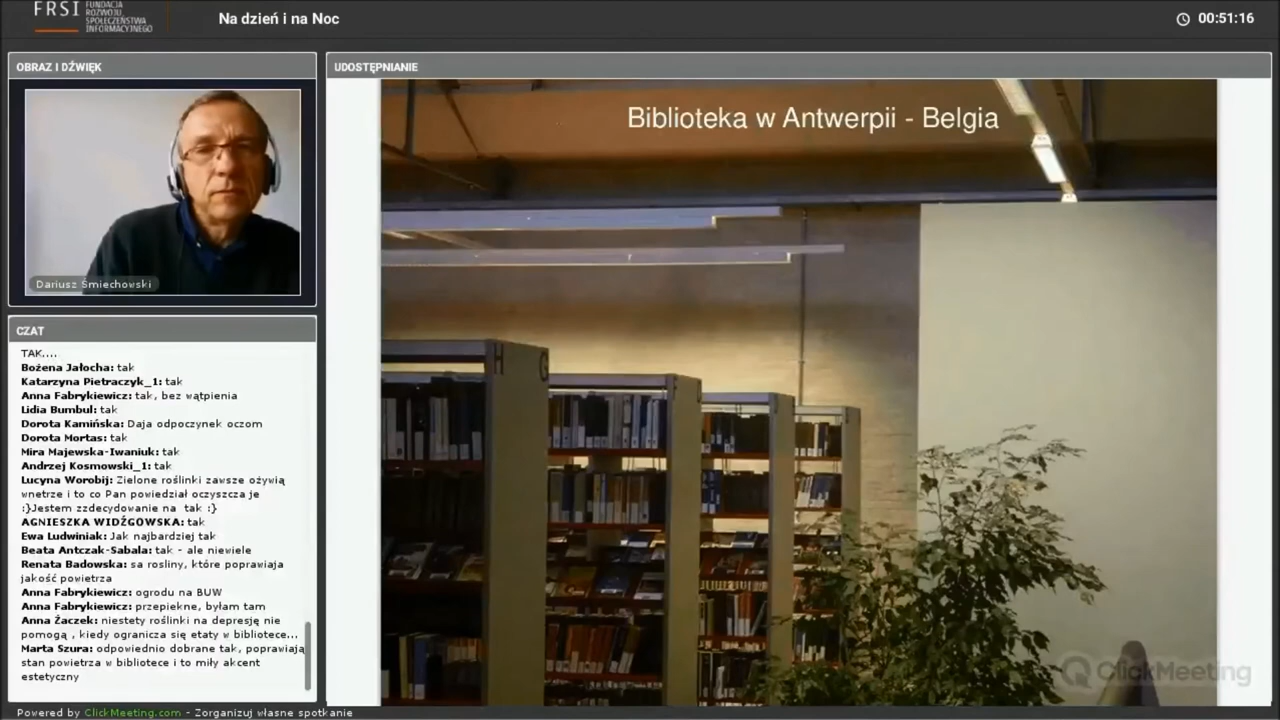 FRSI
FUNDACJA
ROZWOJU
SPOŁECZEŃSTWA
INFORMACYJNEGO
Na dzień i na Noc
00:51:16
OBRAZ I DŹWIĘK
Dariusz Śmiechowski
CZAT
TAK,...
Bożena Jałocha: tak
Katarzyna Pietraczyk_1: tak
Anna Fabrykiewicz: tak, bez wątpienia
Lidia Bumbul: tak
Dorota Kamińska: Daja odpoczynek oczom
Dorota Mortas: tak
Mira Majewska-Iwaniuk: tak
Andrzej Kosmowski_1: tak
Lucyna Worobij: Zielone roślinki zawsze ożywią
wnetrze i to co Pan powiedział oczyszcza je
:}Jestem zzdecydowanie na tak :}
AGNIESZKA WIDŹGOWSKA: tak
Ewa Ludwiniak: Jak najbardziej tak
Beata Antczak-Sabala: tak - ale niewiele
Renata Badowska: sa rosliny, które poprawiaja
jakość powietrza
Anna Fabrykiewicz: ogrodu na BUW
Anna Fabrykiewicz: przepiekne, byłam tam
Anna Żaczek: niestety roślinki na depresję nie
pomogą , kiedy ogranicza się etaty w bibliotece...
Marta Szura: odpowiednio dobrane tak, poprawiają
stan powietrza w bibliotece i to miły akcent
estetyczny
UDOSTĘPNIANIE
Biblioteka w Antwerpii - Belgia
H
G
ClickMeeting
Powered by ClickMeeting.com - Zorganizuj własne spotkanie